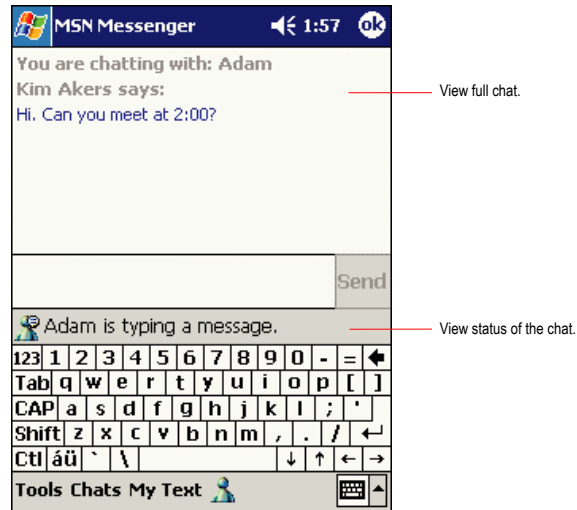 MSN Messenger 1:57 ok
You are chatting with: Adam
Kim Akers says:
View full chat.
Hi. Can you meet at 2:00?
Send
Adam is typing a message.
View status of the chat.
123 1 2 3 4 5 6 7 8 9 0 - =
Tab q w e r t y u i o p [ ]
CAP a s d f g h j k l ; '
Shift z x c v b n m , . /
Ctl áü ` \
Tools Chats My Text